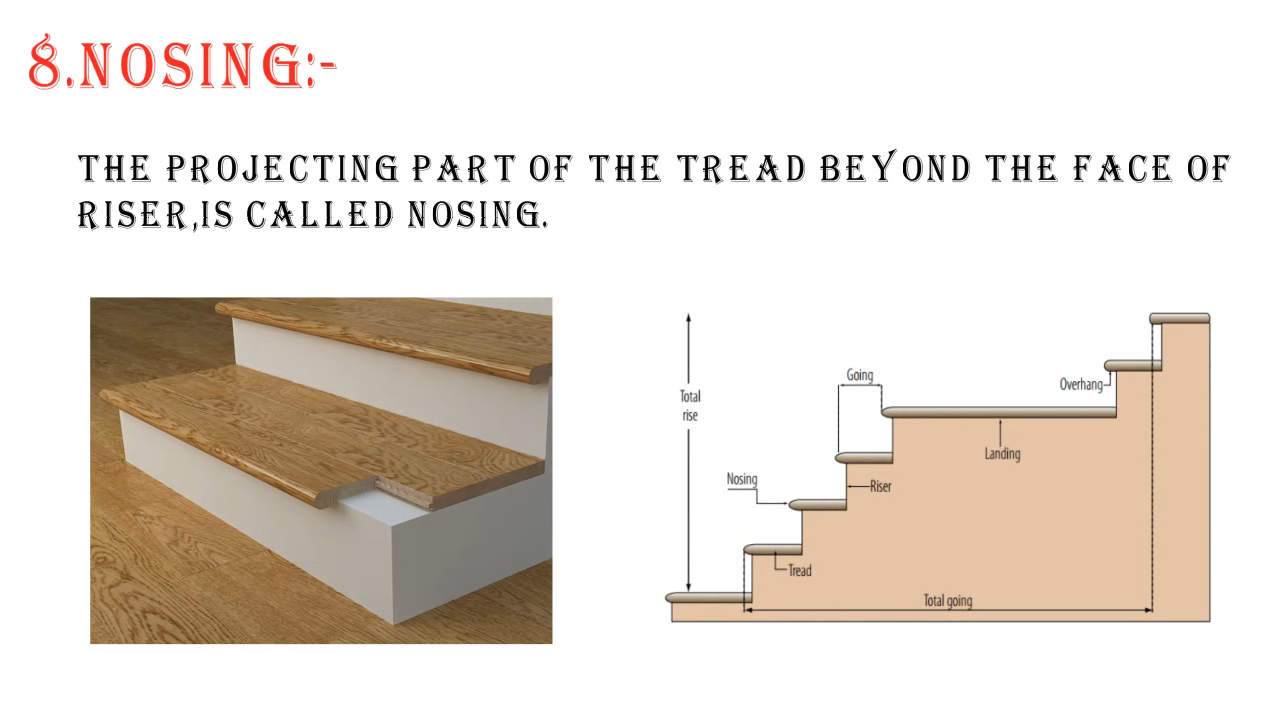 8.NOSING:-
THE PROJECTING PART OF THE TREAD BEYOND THE FACE OF
RISER,IS CALLED NOSING.
Going
Overhang
Total
rise
Landing
Nosing
Riser
Tread
Total going